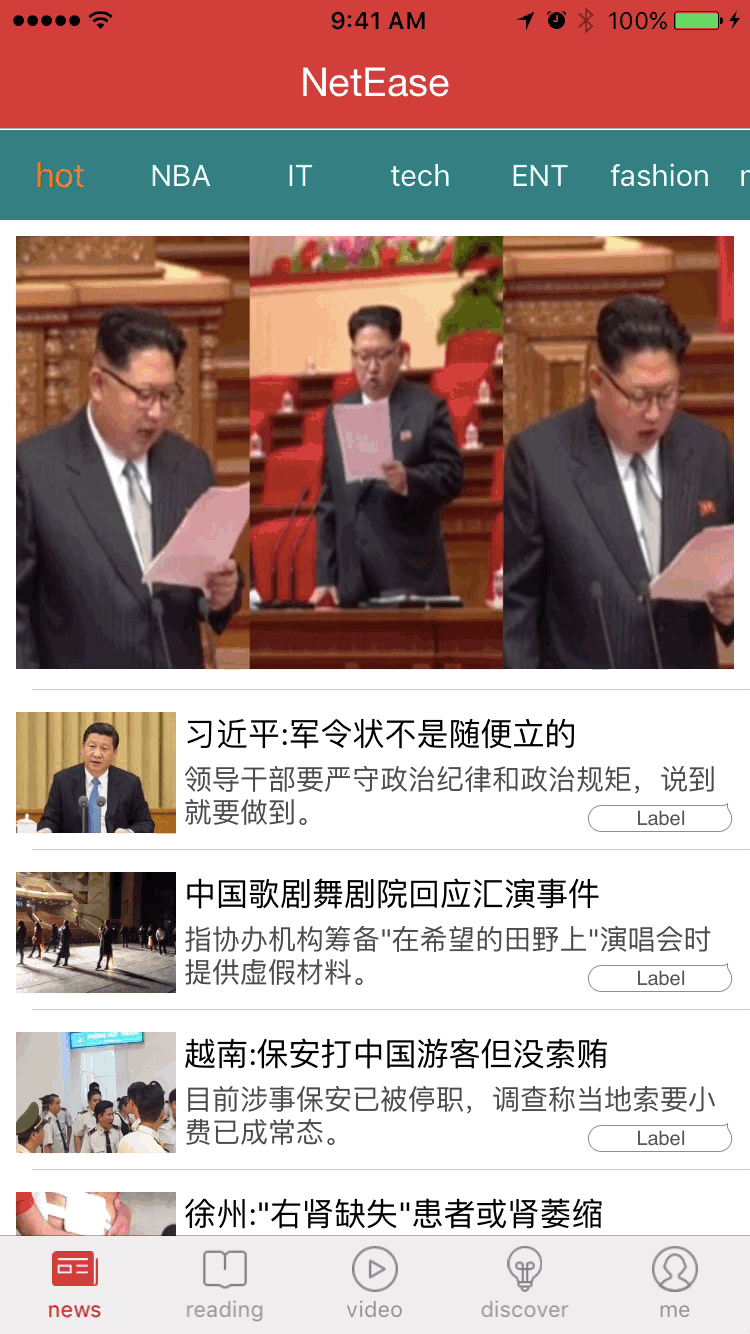 9:41 AM
100%
NetEase
hot NBA IT tech ENT fashion
习近平:军令状不是随便立的
领导干部要严守政治纪律和政治规矩，说到
就要做到。
Label
中国歌剧舞剧院回应汇演事件
指协办机构筹备"在希望的田野上"演唱会时
提供虚假材料。
Label
越南:保安打中国游客但没索贿
目前涉事保安已被停职，调查称当地索要小
费已成常态。
Label
徐州:"右肾缺失"患者或肾萎缩
news reading video discover me